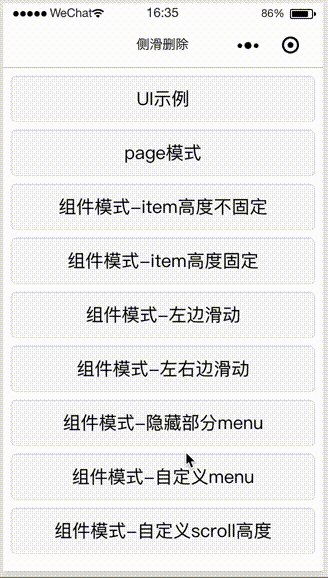 WeChat 16:35 86%
侧滑删除
UI示例
page模式
组件模式-item高度不固定
组件模式-item高度固定
组件模式-左边滑动
组件模式-左右边滑动
组件模式-隐藏部分menu
组件模式-自定义menu
组件模式-自定义scroll高度